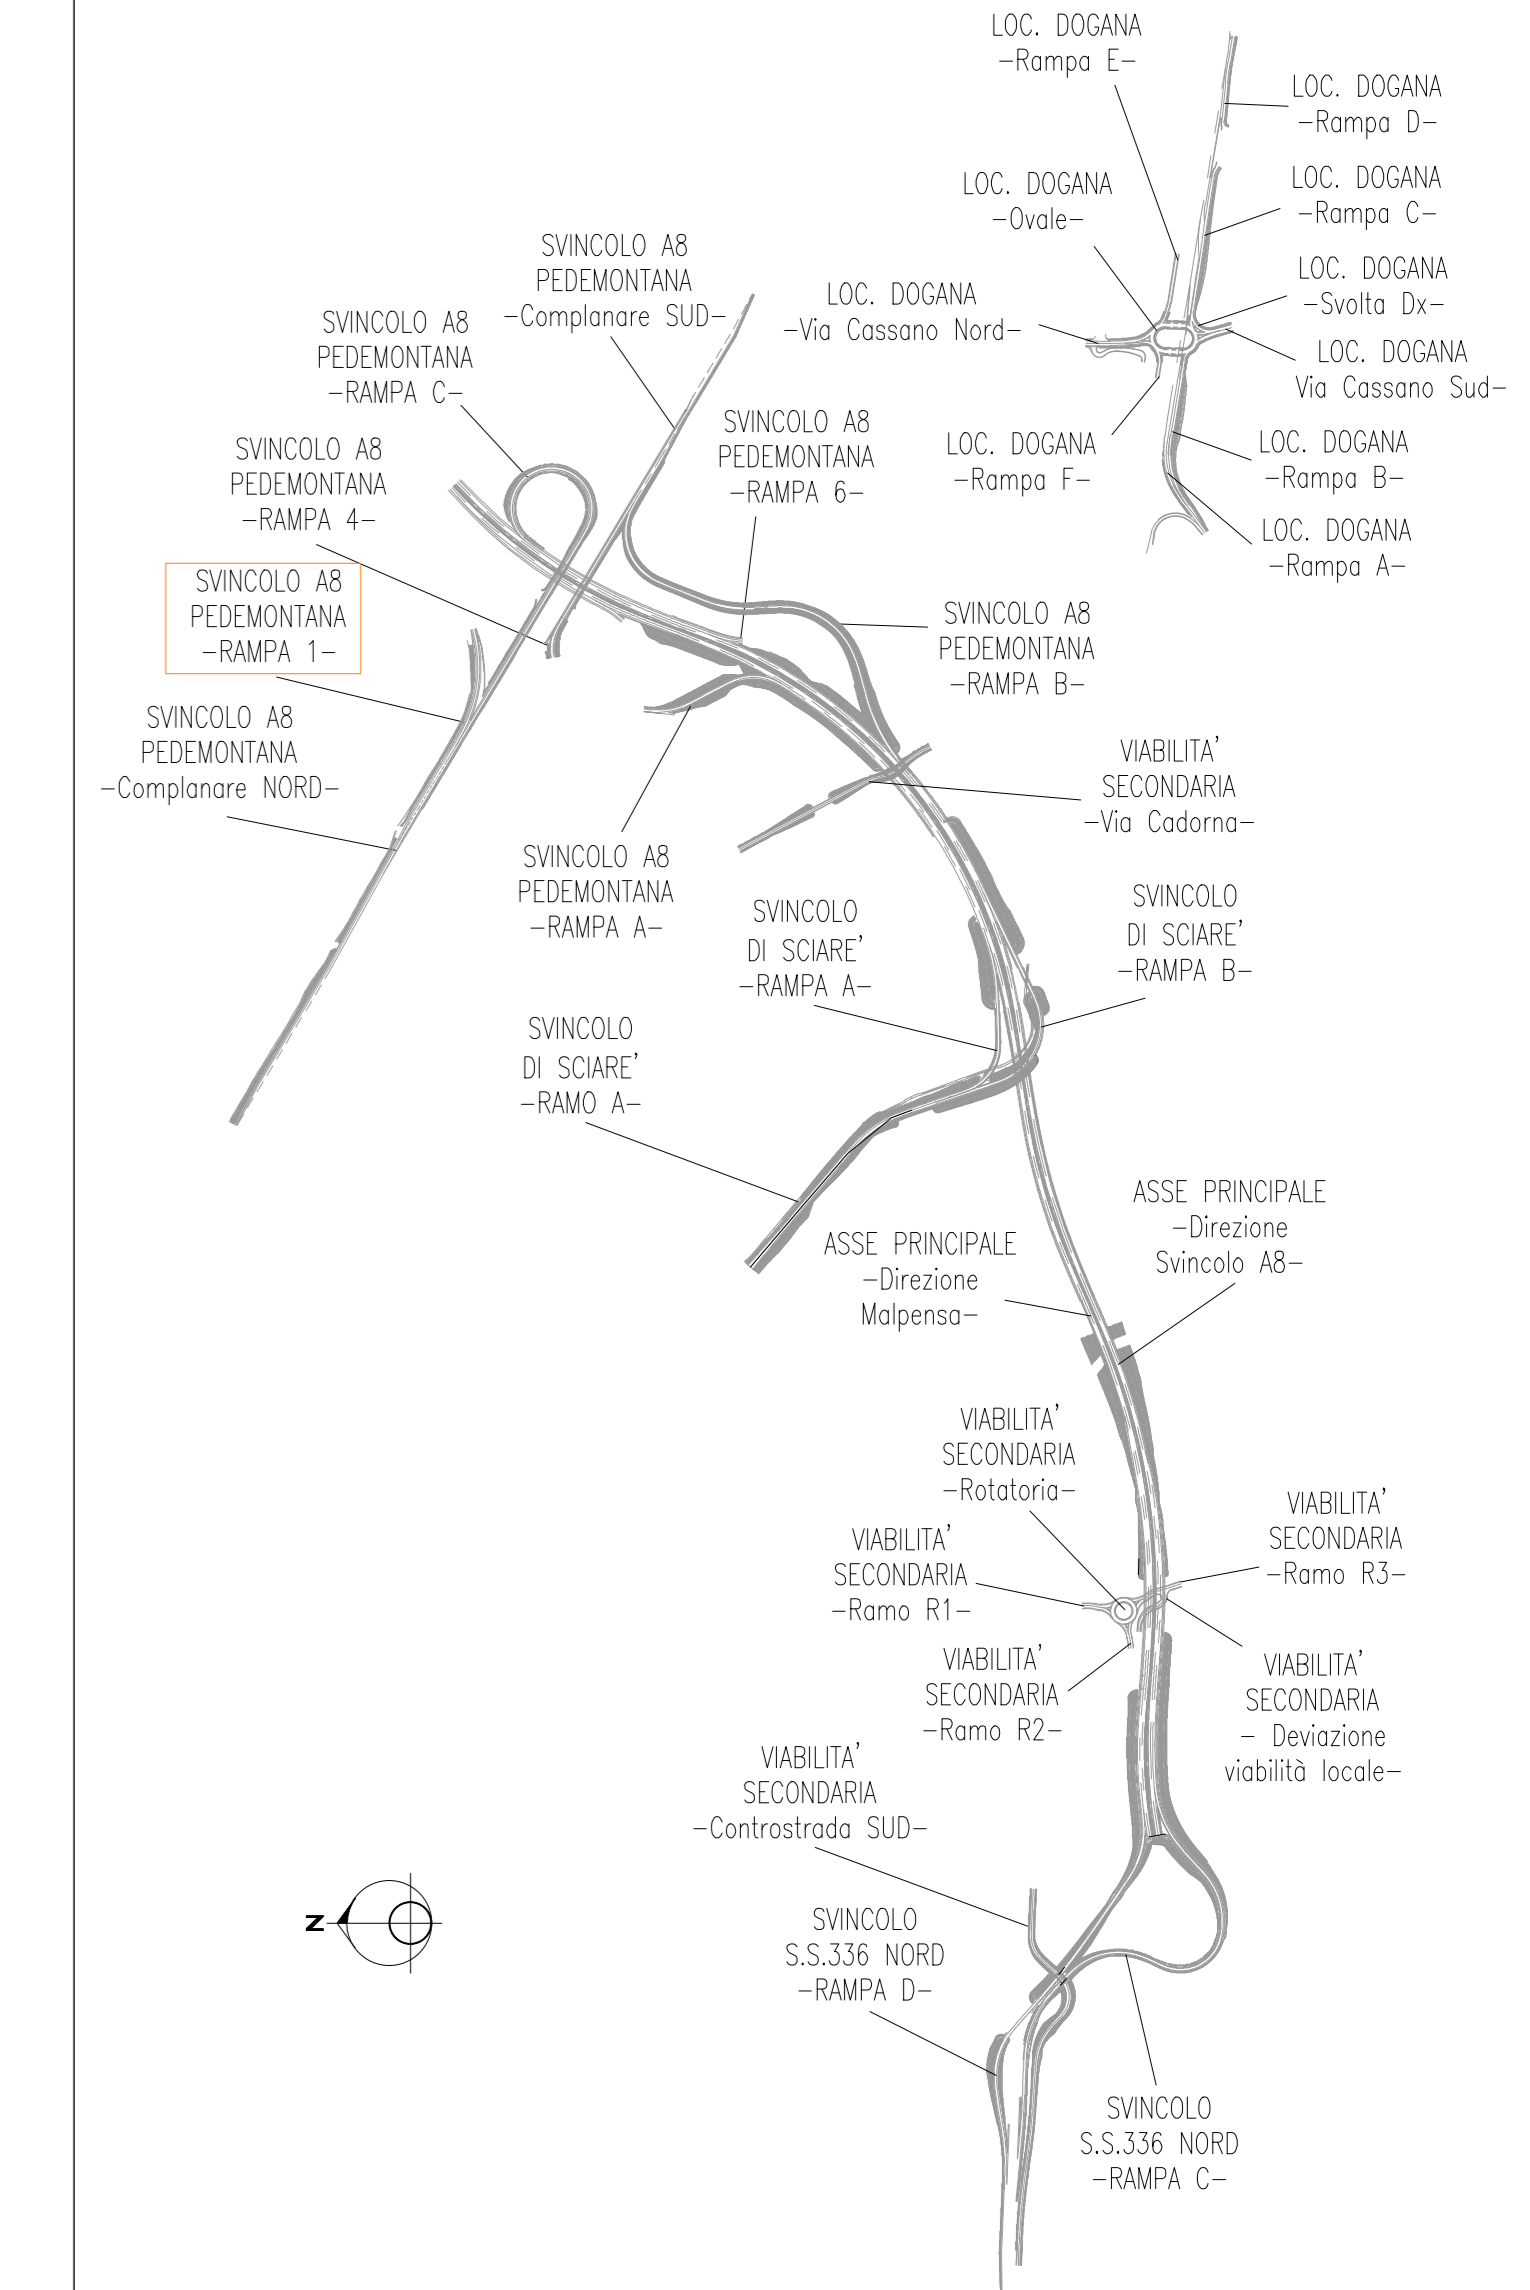 LOC. DOGANA
-Rampa E-
LOC. DOGANA
-Rampa D-
LOC. DOGANA
-Ovale-
LOC. DOGANA
-Rampa C-
SVINCOLO A8
PEDEMONTANA
-Complanare SUD-
LOC. DOGANA
-Svolta Dx-
LOC. DOGANA
-Via Cassano Nord-
SVINCOLO A8
PEDEMONTANA
-RAMPA C-
LOC. DOGANA
Via Cassano Sud-
SVINCOLO A8
PEDEMONTANA
-RAMPA 6-
SVINCOLO A8
PEDEMONTANA
-RAMPA 4-
LOC. DOGANA
-Rampa F-
LOC. DOGANA
-Rampa B-
LOC. DOGANA
-Rampa A-
SVINCOLO A8
PEDEMONTANA
-RAMPA 1-
SVINCOLO A8
PEDEMONTANA
-RAMPA B-
SVINCOLO A8
PEDEMONTANA
-Complanare NORD-
VIABILITA'
SECONDARIA
-Via Cadorna-
SVINCOLO A8
PEDEMONTANA
-RAMPA A-
SVINCOLO
DI SCIARE'
-RAMPA A-
SVINCOLO
DI SCIARE'
-RAMPA B-
SVINCOLO
DI SCIARE'
-RAMO A-
ASSE PRINCIPALE
-Direzione
Svincolo A8-
ASSE PRINCIPALE
-Direzione
Malpensa-
VIABILITA'
SECONDARIA
-Rotatoria-
VIABILITA'
SECONDARIA
-Ramo R3-
VIABILITA'
SECONDARIA
-Ramo R1-
VIABILITA'
SECONDARIA
-Ramo R2-
VIABILITA'
SECONDARIA
- Deviazione
viabilità locale-
VIABILITA'
SECONDARIA
-Controstrada SUD-
N
SVINCOLO
S.S.336 NORD
-RAMPA D-
SVINCOLO
S.S.336 NORD
-RAMPA C-